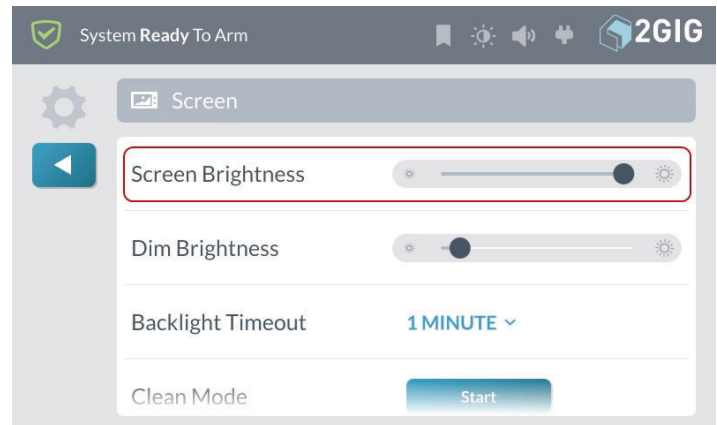 System Ready To Arm
2GIG
Screen
Screen Brightness
Dim Brightness
Backlight Timeout 1 MINUTE
Clean Mode Start